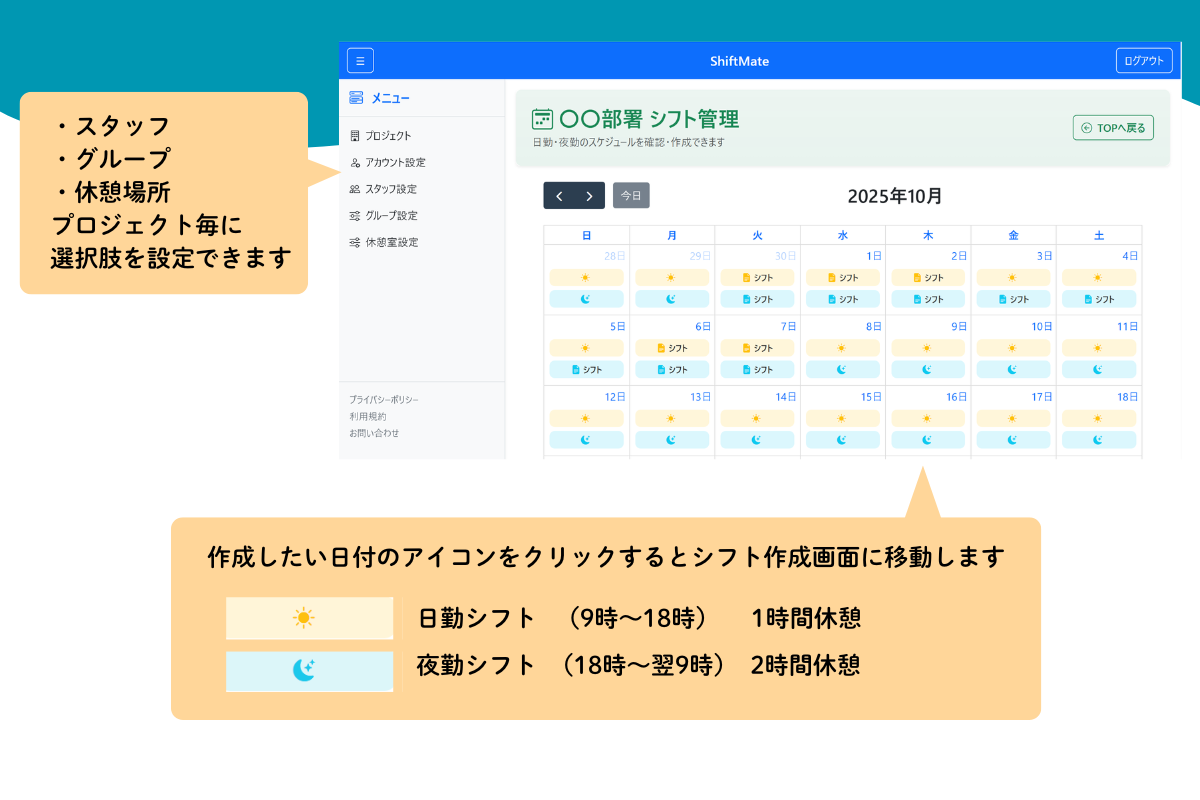 ShiftMate
ログアウト
・スタッフ
・グループ
・休憩場所
プロジェクト毎に
選択肢を設定できます
メニュー
プロジェクト
アカウント設定
スタッフ設定
グループ設定
休憩室設定
プライバシーポリシー
利用規約
お問い合わせ
〇〇部署 シフト管理
日勤・夜勤のスケジュールを確認・作成できます
TOPへ戻る
今日
2025年10月
日 月 火 水 木 金 土
28日 29日 30日 1日 2日 3日 4日
シフト シフト シフト
シフト シフト シフト シフト シフト
5日 6日 7日 8日 9日 10日 11日
シフト シフト
シフト シフト シフト
12日 13日 14日 15日 16日 17日 18日
作成したい日付のアイコンをクリックするとシフト作成画面に移動します
日勤シフト （9時～18時） 1時間休憩
夜勤シフト （18時～翌9時） 2時間休憩